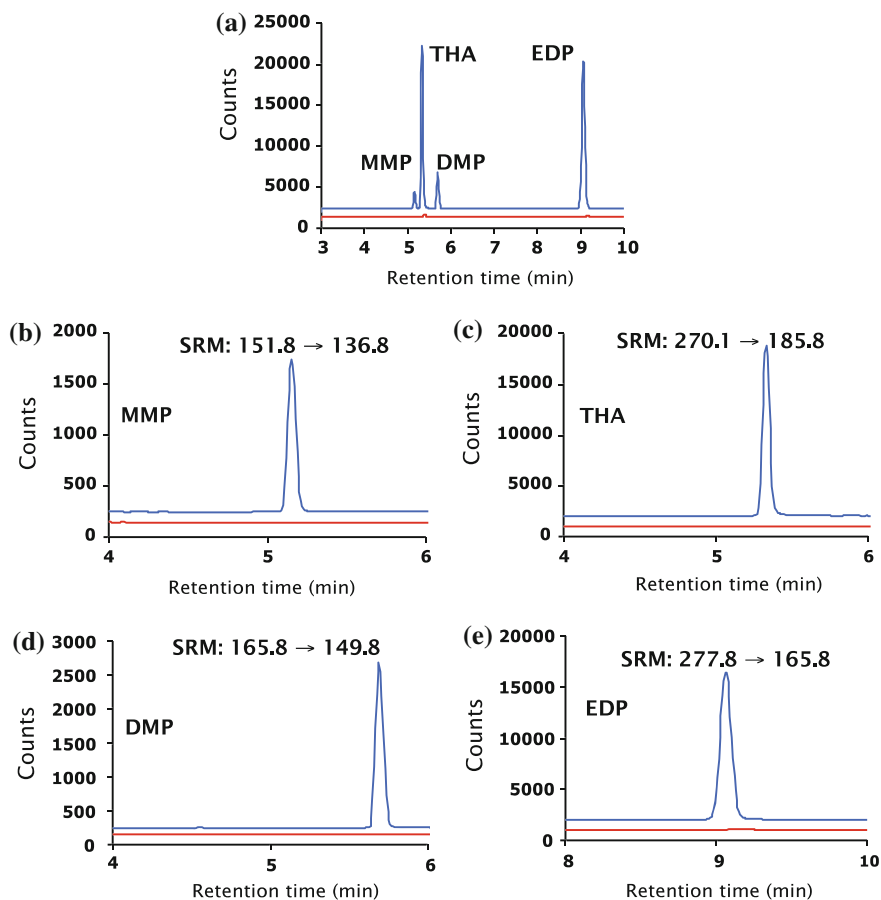 (a)
25000
20000
15000
10000
5000
0
Counts
THA
EDP
MMP
DMP
3 4 5 6 7 8 9 10
Retention time (min)
(b)
2000
1500
1000
500
0
Counts
SRM: 151.8 → 136.8
MMP
4 5 6
Retention time (min)
(c)
20000
15000
10000
5000
0
Counts
SRM: 270.1 → 185.8
THA
4 5 6
Retention time (min)
(d)
3000
2500
2000
1500
1000
500
0
Counts
SRM: 165.8 → 149.8
DMP
4 5 6
Retention time (min)
(e)
20000
15000
10000
5000
0
Counts
SRM: 277.8 → 165.8
EDP
8 9 10
Retention time (min)